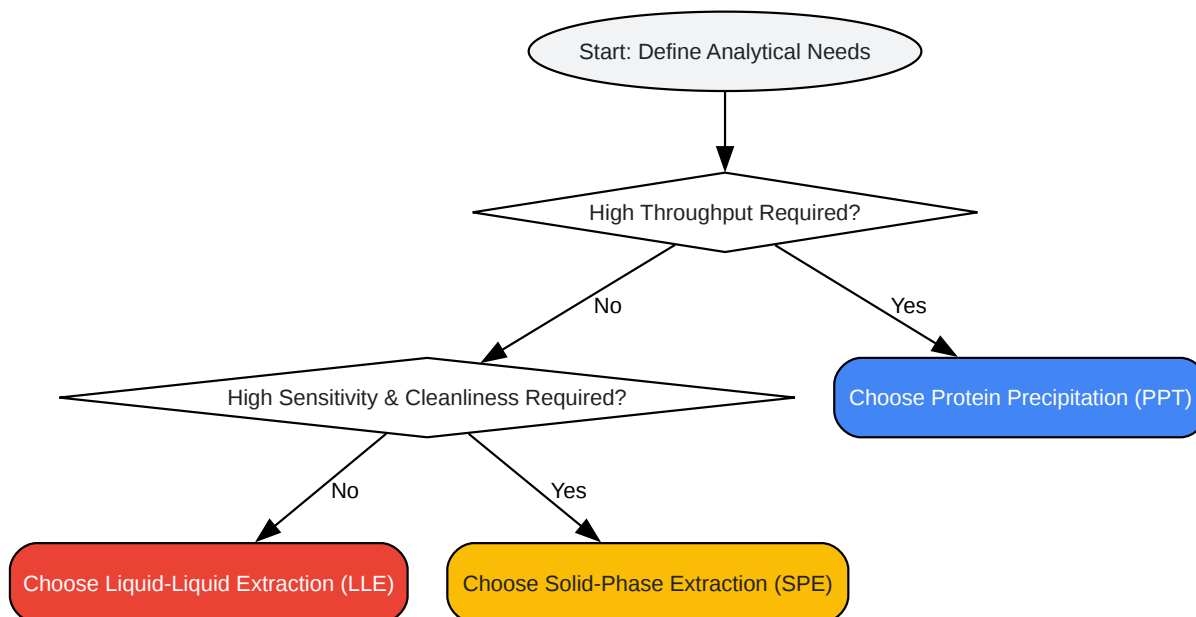 Start: Define Analytical Needs
High Throughput Required?
No
Yes
High Sensitivity & Cleanliness Required?
Choose Protein Precipitation (PPT)
No
Yes
Choose Liquid-Liquid Extraction (LLE)
Choose Solid-Phase Extraction (SPE)